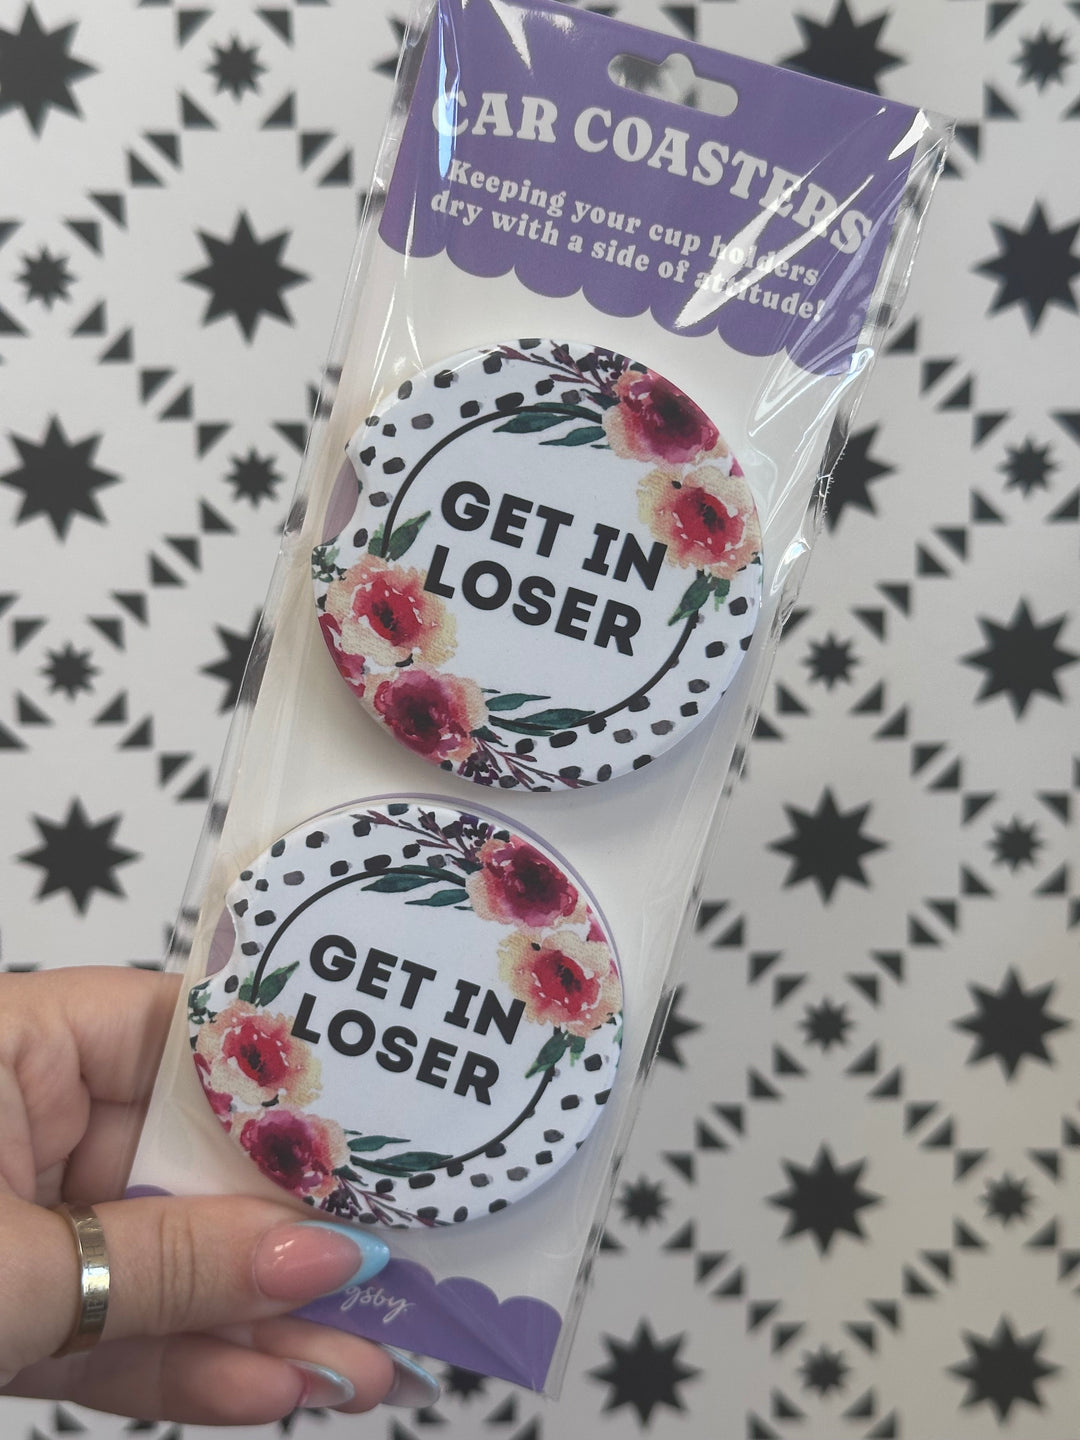 CAR COASTERS
Keeping your cup holders
dry with a side of attitude!
GET IN
LOSER
GET IN
LOSER